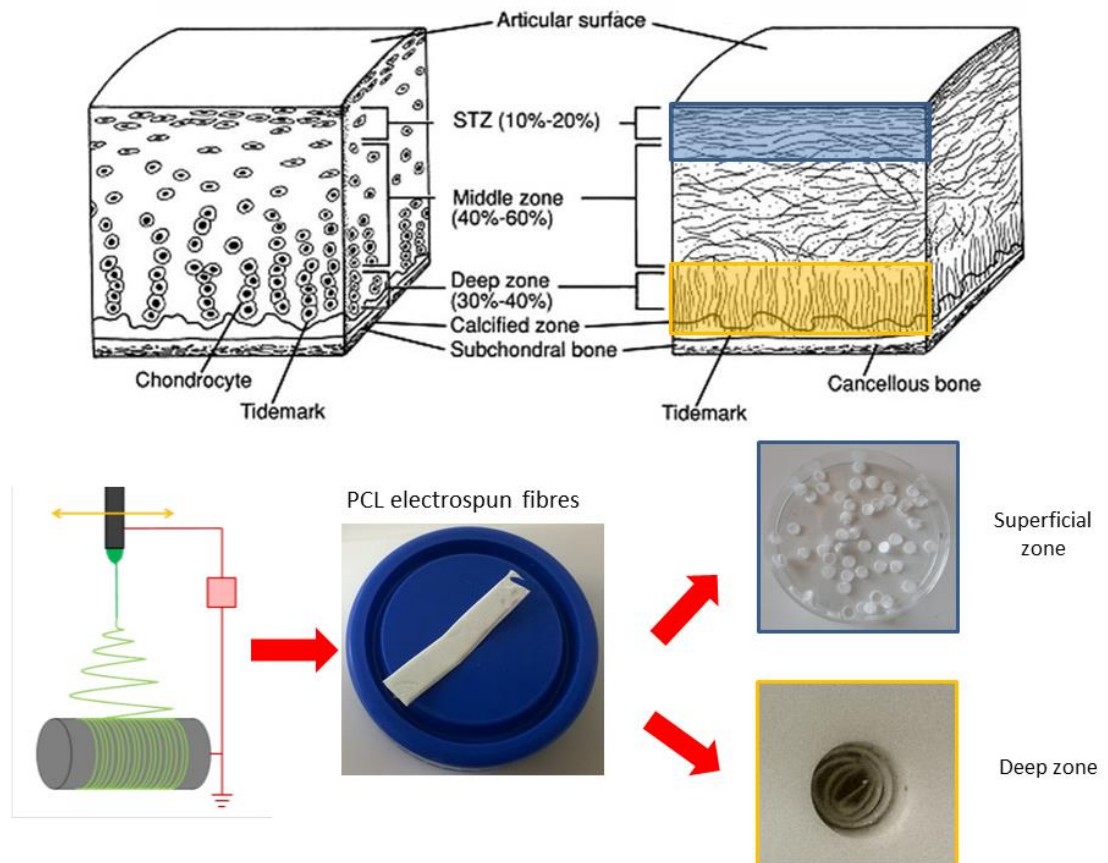 Articular surface
STZ (10%-20%)
Middle zone
(40%-60%)
Deep zone
(30%-40%)
Calcified zone
Subchondral bone
Chondrocyte
Tidemark
Cancellous bone
Tidemark
PCL electrospun fibres
Superficial
zone
Deep zone